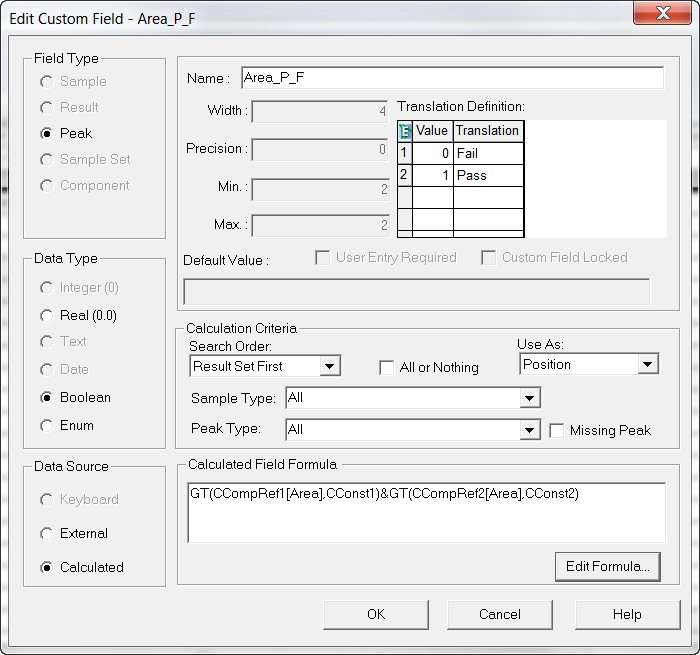 Edit Custom Field - Area_P_F
Field Type
Sample
Result
Peak
Sample Set
Component
Data Type
Integer (0)
Real (0.0)
Text
Date
Boolean
Enum
Data Source
Keyboard
External
Calculated
Name : Area_P_F
Width : 4
Precision : 0
Min. : 2
Max. : 2
Translation Definition:
Value Translation
1 0 Fail
2 1 Pass
Default Value : User Entry Required Custom Field Locked
Calculation Criteria
Search Order:
Result Set First
All or Nothing
Use As:
Position
Sample Type: All
Peak Type: All
Missing Peak
Calculated Field Formula
GT(CCompRef1[Area],CConst1)&GT(CCompRef2[Area],CConst2)
Edit Formula...
OK Cancel Help